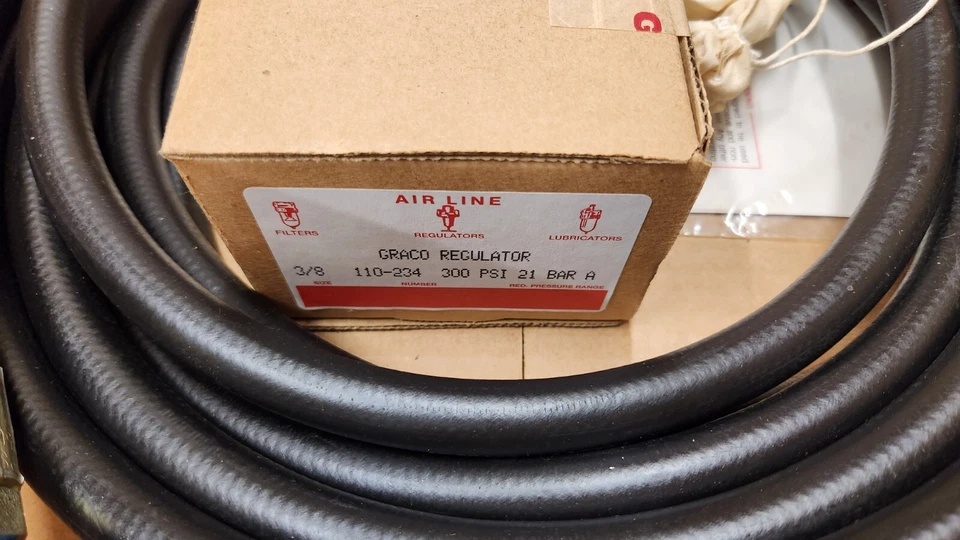 G
AIR LINE
FILTERS
REGULATORS
LUBRICATORS
GRACO REGULATOR
3/8 110-234 300 PSI 21 BAR A
SIZE NUMBER REG. PRESSURE RANGE